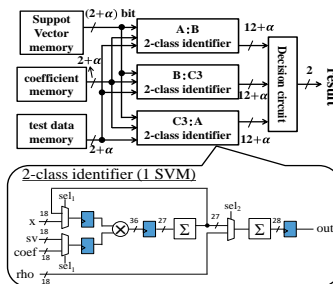 Suppot
Vector
memory
(2+α) bit
A:B
2-class identifier
12+α
2+α
coefficient
memory
B:C3
2-class identifier
12+α
Decision circuit
2
result
test data
memory
2+α
C3:A
2-class identifier
12+α
2-class identifier (1 SVM)
sel₁
x
18
18
sv
18
coef
18
sel₁
rho
18
36
27
Σ
27
sel₂
Σ
28
out